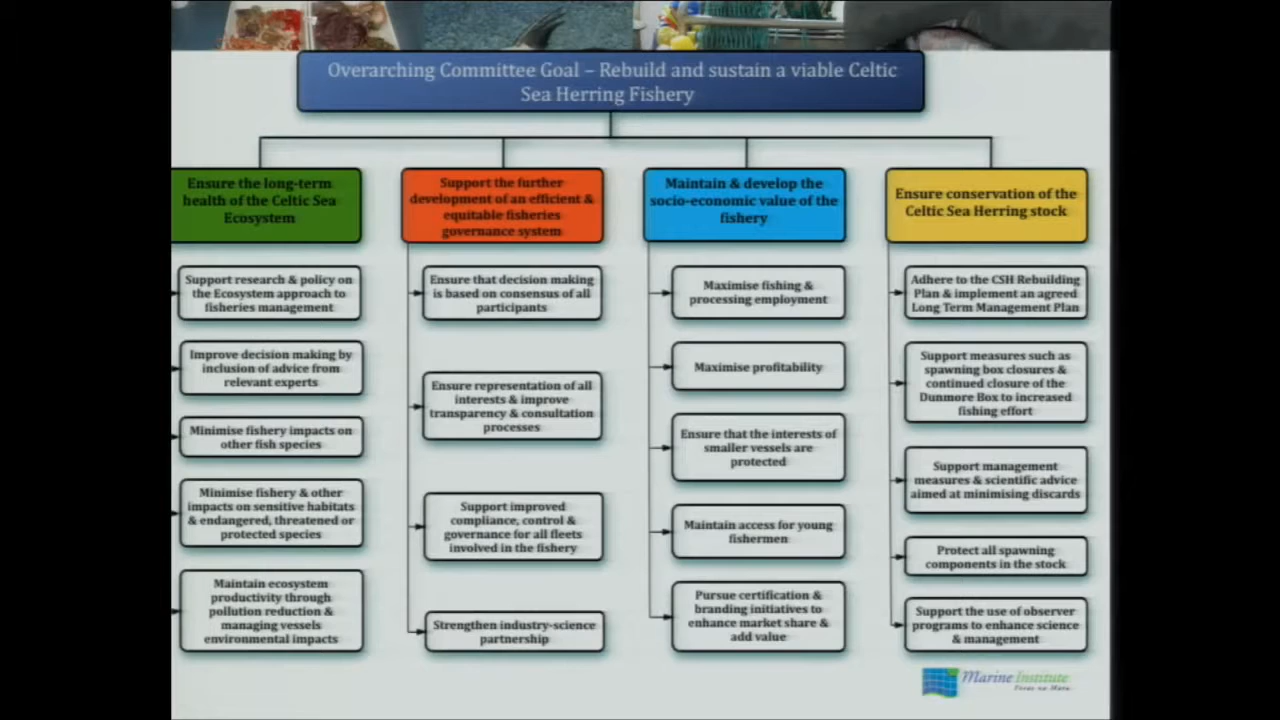 Overarching Committee Goal – Rebuild and sustain a viable Celtic
Sea Herring Fishery
Ensure the long-term
health of the Celtic Sea
Ecosystem
Support research & policy on
the Ecosystem approach to
fisheries management
Improve decision making by
inclusion of advice from
relevant experts
Minimise fishery impacts on
other fish species
Minimise fishery & other
impacts on sensitive habitats
& endangered, threatened or
protected species
Maintain ecosystem
productivity through
pollution reduction &
managing vessels
environmental impacts
Support the further
development of an efficient &
equitable fisheries
governance system
Ensure that decision making
is based on consensus of all
participants
Ensure representation of all
interests & improve
transparency & consultation
processes
Support improved
compliance, control &
governance for all fleets
involved in the fishery
Strengthen industry-science
partnership
Maintain & develop the
socio-economic value of the
fishery
Maximise fishing &
processing employment
Maximise profitability
Ensure that the interests of
smaller vessels are
protected
Maintain access for young
fishermen
Pursue certification &
branding initiatives to
enhance market share &
add value
Ensure conservation of the
Celtic Sea Herring stock
Adhere to the CSH Rebuilding
Plan & implement an agreed
Long Term Management Plan
Support measures such as
spawning box closures &
continued closure of the
Dunmore Box to increased
fishing effort
Support management
measures & scientific advice
aimed at minimising discards
Protect all spawning
components in the stock
Support the use of observer
programs to enhance science
& management
Marine Institute